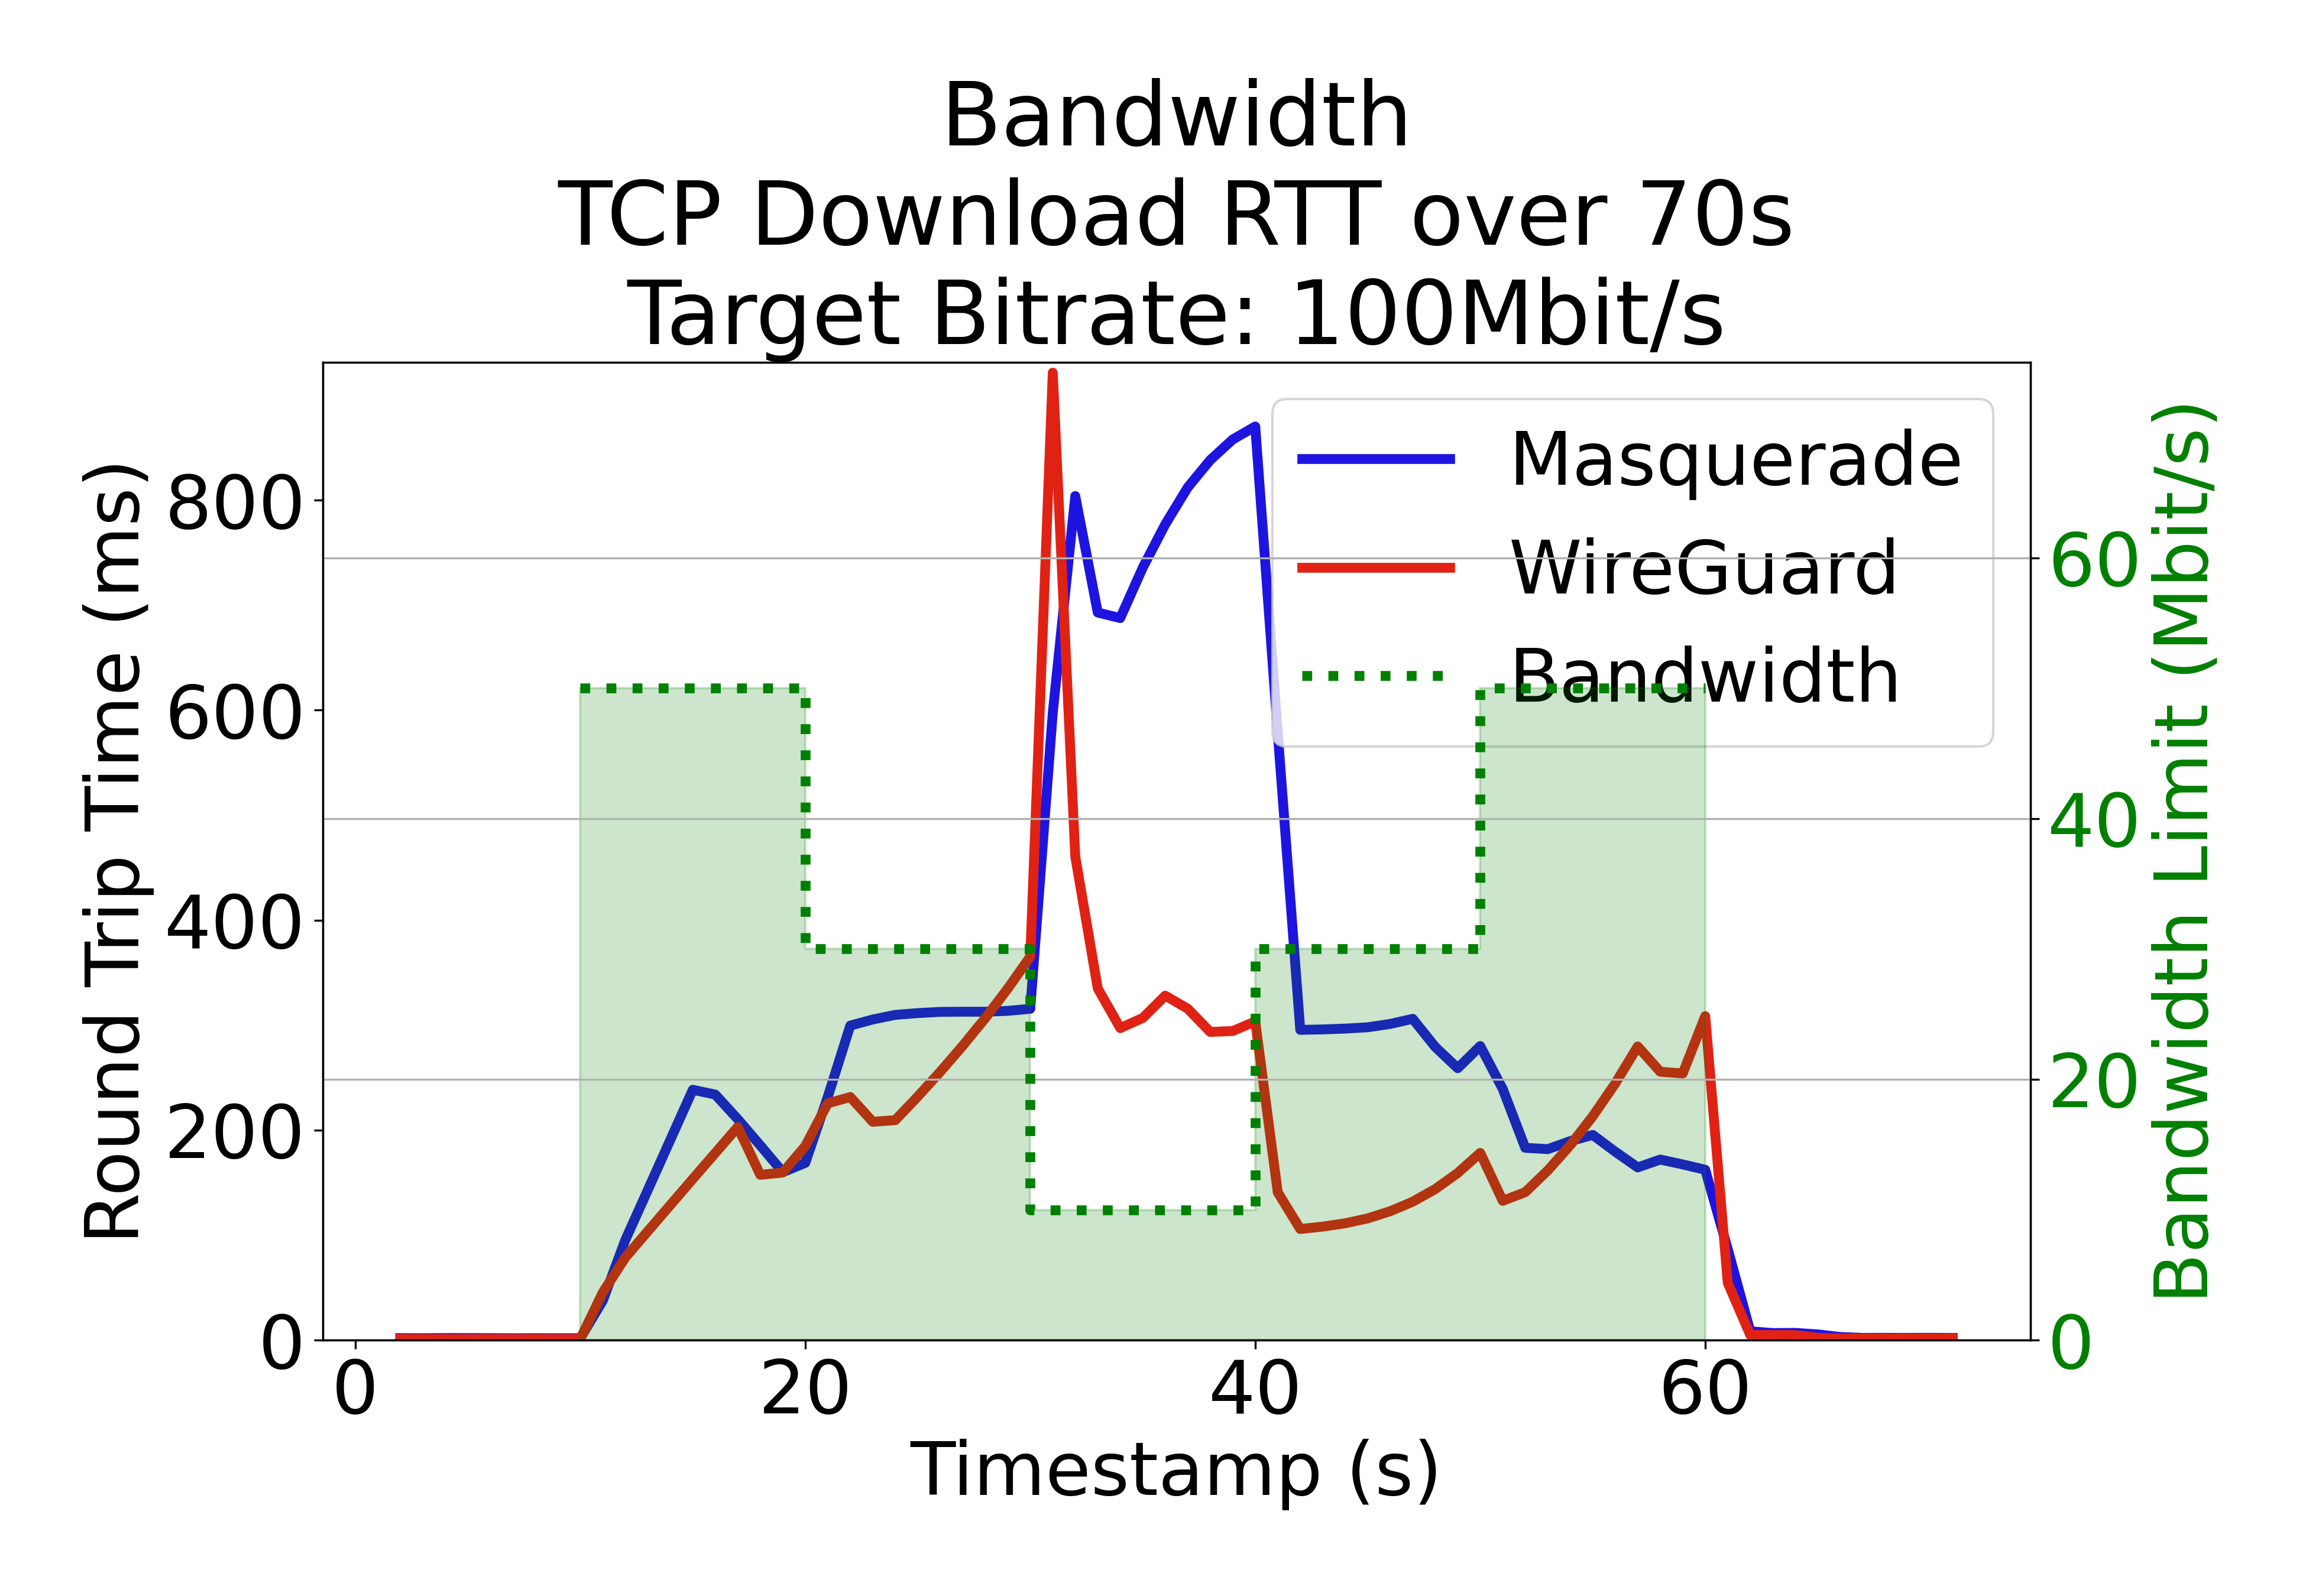 Bandwidth
TCP Download RTT over 70s
Target Bitrate: 100Mbit/s
Masquerade
WireGuard
Bandwidth
Round Trip Time (ms)
800
600
400
200
0
Bandwidth Limit (Mbit/s)
60
40
20
0
0 20 40 60
Timestamp (s)